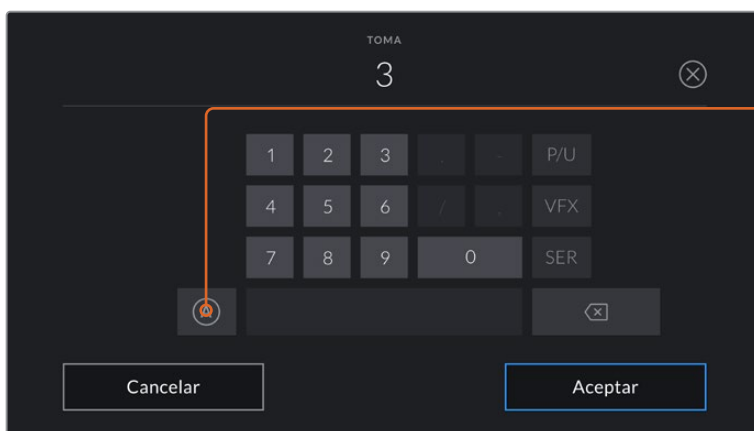 TOMA
3
1 2 3 . - P/U
4 5 6 / , VFX
7 8 9 0 SER
A
Cancelar Aceptar